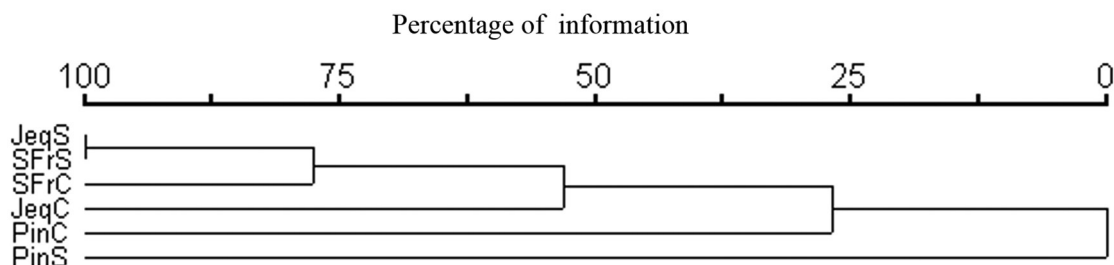 Percentage of information
100 75 50 25 0
JeqS
SFrS
SFrC
JeqC
PinC
PinS